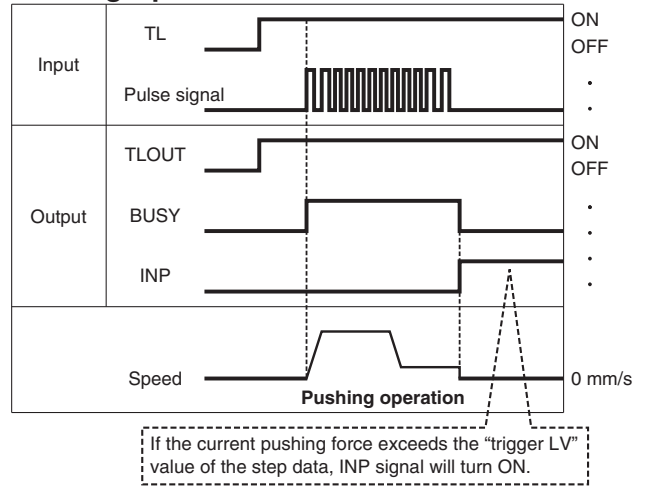 Input
TL
ON
OFF
Pulse signal
Output
TLOUT
ON
OFF
BUSY
INP
Speed
0 mm/s
Pushing operation
If the current pushing force exceeds the “trigger LV”
value of the step data, INP signal will turn ON.